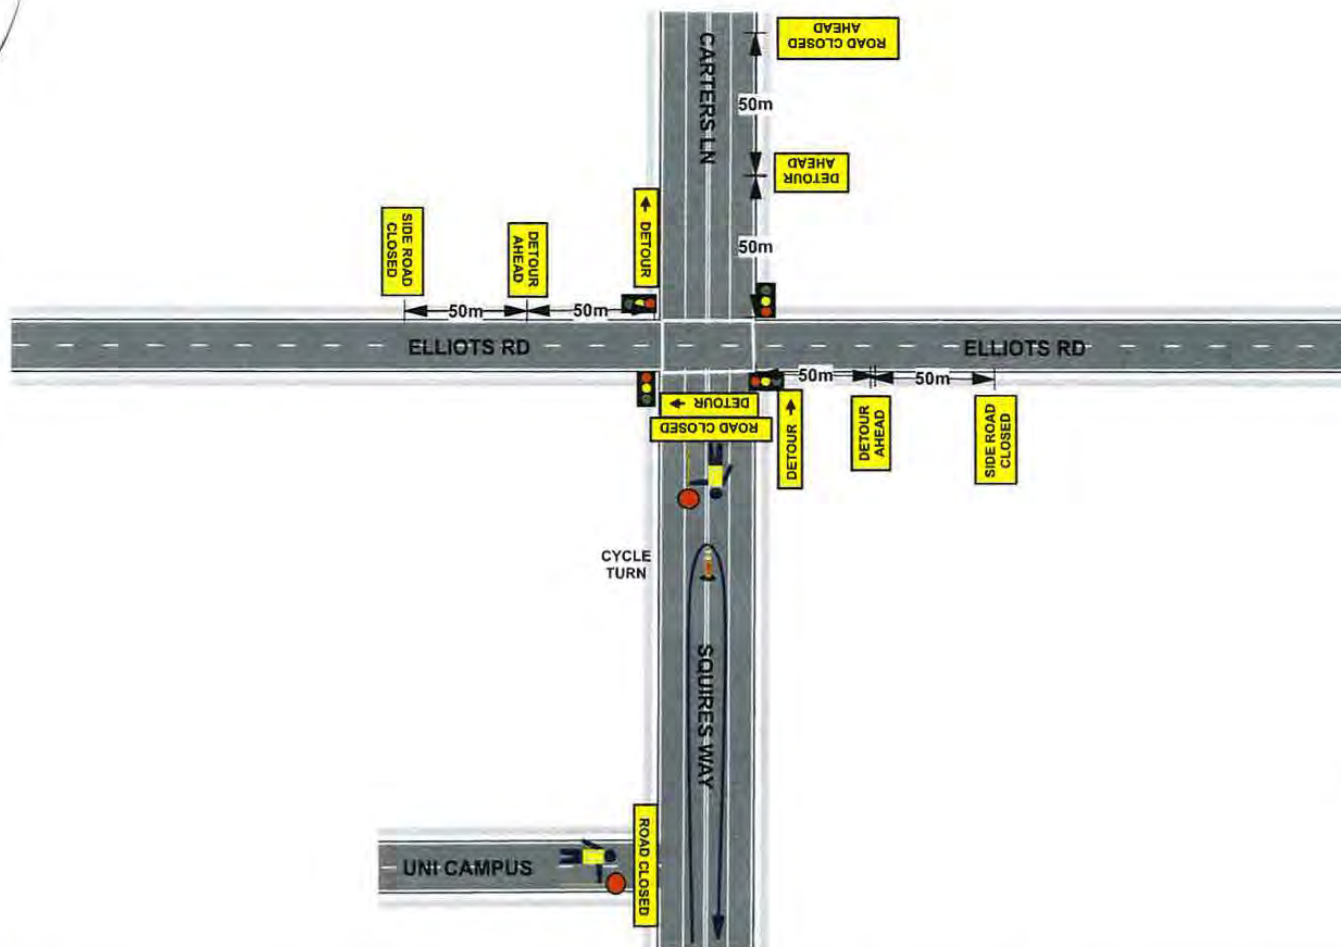 CARTERS LN
ROAD CLOSED
AHEAD
50m
DETOUR
AHEAD
50m
← DETOUR
SIDE ROAD
CLOSED
DETOUR
AHEAD
50m
50m
ELLIOTS RD
ELLIOTS RD
50m
50m
DETOUR →
ROAD CLOSED
DETOUR →
DETOUR
AHEAD
SIDE ROAD
CLOSED
CYCLE
TURN
SQUIRES WAY
UNI CAMPUS
ROAD CLOSED